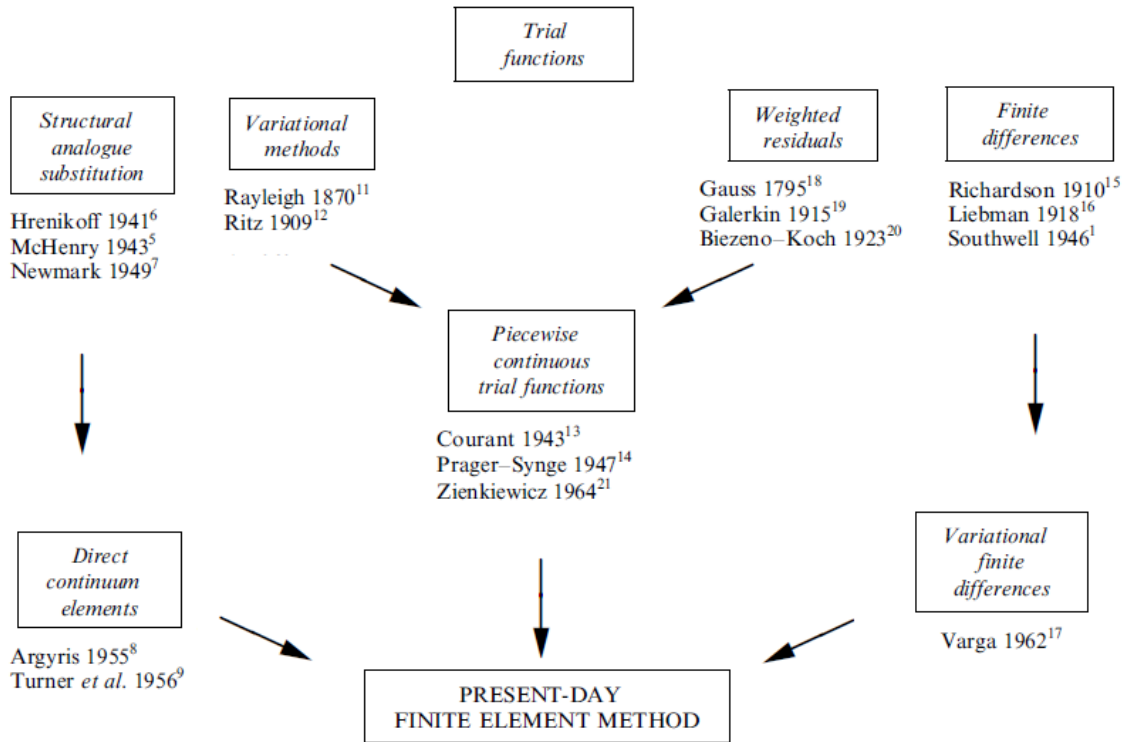 Trial
functions
Structural
analogue
substitution
Hrenikoff 1941⁶
McHenry 1943⁵
Newmark 1949⁷
Variational
methods
Rayleigh 1870¹¹
Ritz 1909¹²
Weighted
residuals
Gauss 1795¹⁸
Galerkin 1915¹⁹
Biezeno–Koch 1923²⁰
Finite
differences
Richardson 1910¹⁵
Liebman 1918¹⁶
Southwell 1946¹
Piecewise
continuous
trial functions
Courant 1943¹³
Prager–Synge 1947¹⁴
Zienkiewicz 1964²¹
Direct
continuum
elements
Argyris 1955⁸
Turner et al. 1956⁹
Variational
finite
differences
Varga 1962¹⁷
PRESENT-DAY
FINITE ELEMENT METHOD